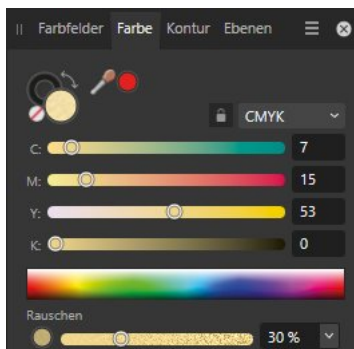 Farbfelder Farbe Kontur Ebenen
CMYK
C: 7
M: 15
Y: 53
K: 0
Rauschen
30 %